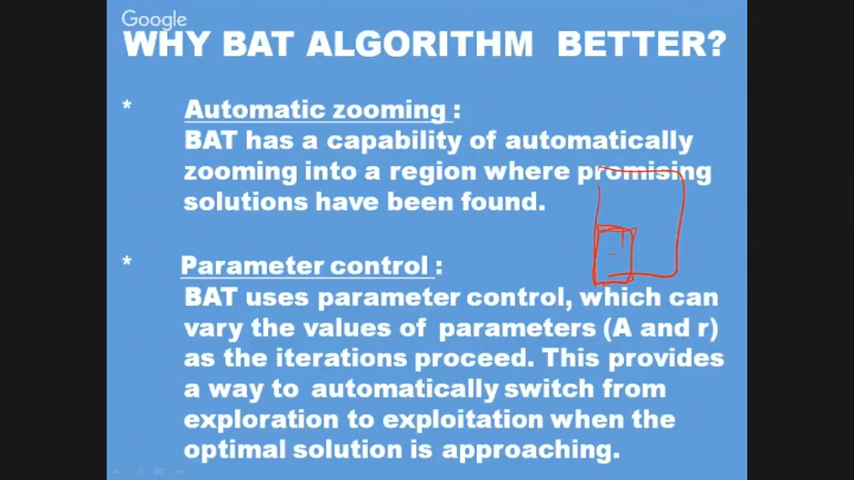 Google
WHY BAT ALGORITHM BETTER?
* Automatic zooming :
BAT has a capability of automatically
zooming into a region where promising
solutions have been found.
* Parameter control :
BAT uses parameter control, which can
vary the values of parameters (A and r)
as the iterations proceed. This provides
a way to automatically switch from
exploration to exploitation when the
optimal solution is approaching.